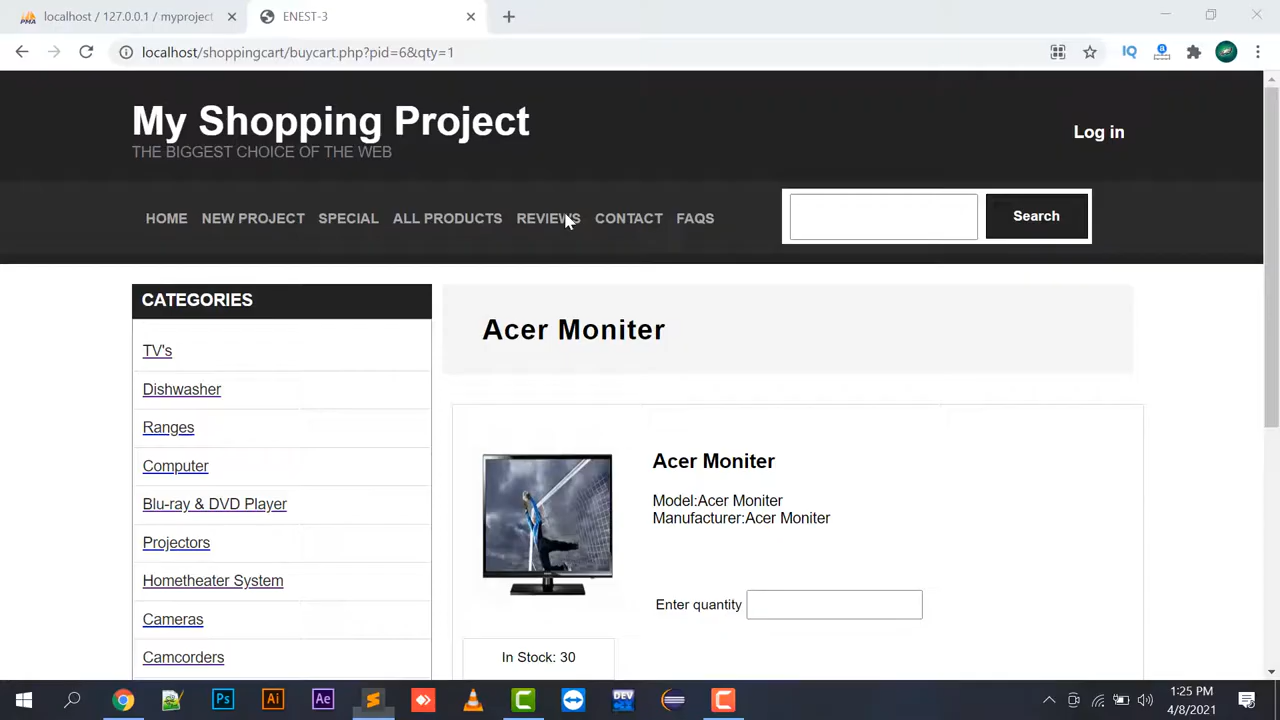 localhost / 127.0.0.1 / myproject
ENEST-3
localhost/shoppingcart/buycart.php?pid=6&qty=1
My Shopping Project
THE BIGGEST CHOICE OF THE WEB
Log in
HOME NEW PROJECT SPECIAL ALL PRODUCTS REVIEWS CONTACT FAQS
Search
CATEGORIES
TV's
Dishwasher
Ranges
Computer
Blu-ray & DVD Player
Projectors
Hometheater System
Cameras
Camcorders
Acer Moniter
Acer Moniter
Model:Acer Moniter
Manufacturer:Acer Moniter
Enter quantity
In Stock: 30
1:25 PM
4/8/2021